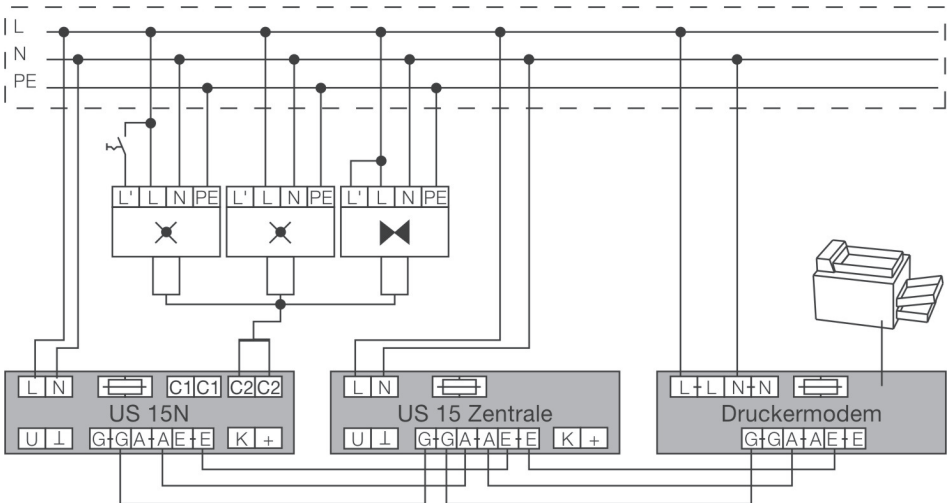 L
N
PE
L' L N PE L' L N PE L' L N PE
L N C1 C1 C2 C2 L N L L N N
US 15N US 15 Zentrale Druckermodem
U ⊥ G G A A E E K + U ⊥ G G A A E E K + G G A A E E